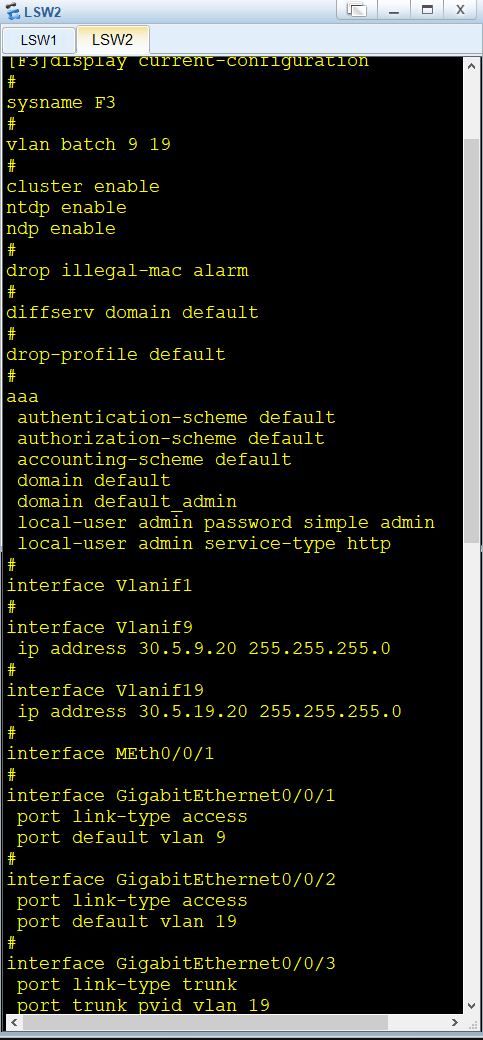 LSW2
LSW1
LSW2
[F3]display current-configuration
#
sysname F3
#
vlan batch 9 19
#
cluster enable
ntdp enable
ndp enable
#
drop illegal-mac alarm
#
diffserv domain default
#
drop-profile default
#
aaa
 authentication-scheme default
 authorization-scheme default
 accounting-scheme default
 domain default
 domain default_admin
 local-user admin password simple admin
 local-user admin service-type http
#
interface Vlanif1
#
interface Vlanif9
 ip address 30.5.9.20 255.255.255.0
#
interface Vlanif19
 ip address 30.5.19.20 255.255.255.0
#
interface MEth0/0/1
#
interface GigabitEthernet0/0/1
 port link-type access
 port default vlan 9
#
interface GigabitEthernet0/0/2
 port link-type access
 port default vlan 19
#
interface GigabitEthernet0/0/3
 port link-type trunk
 port trunk pvid vlan 19